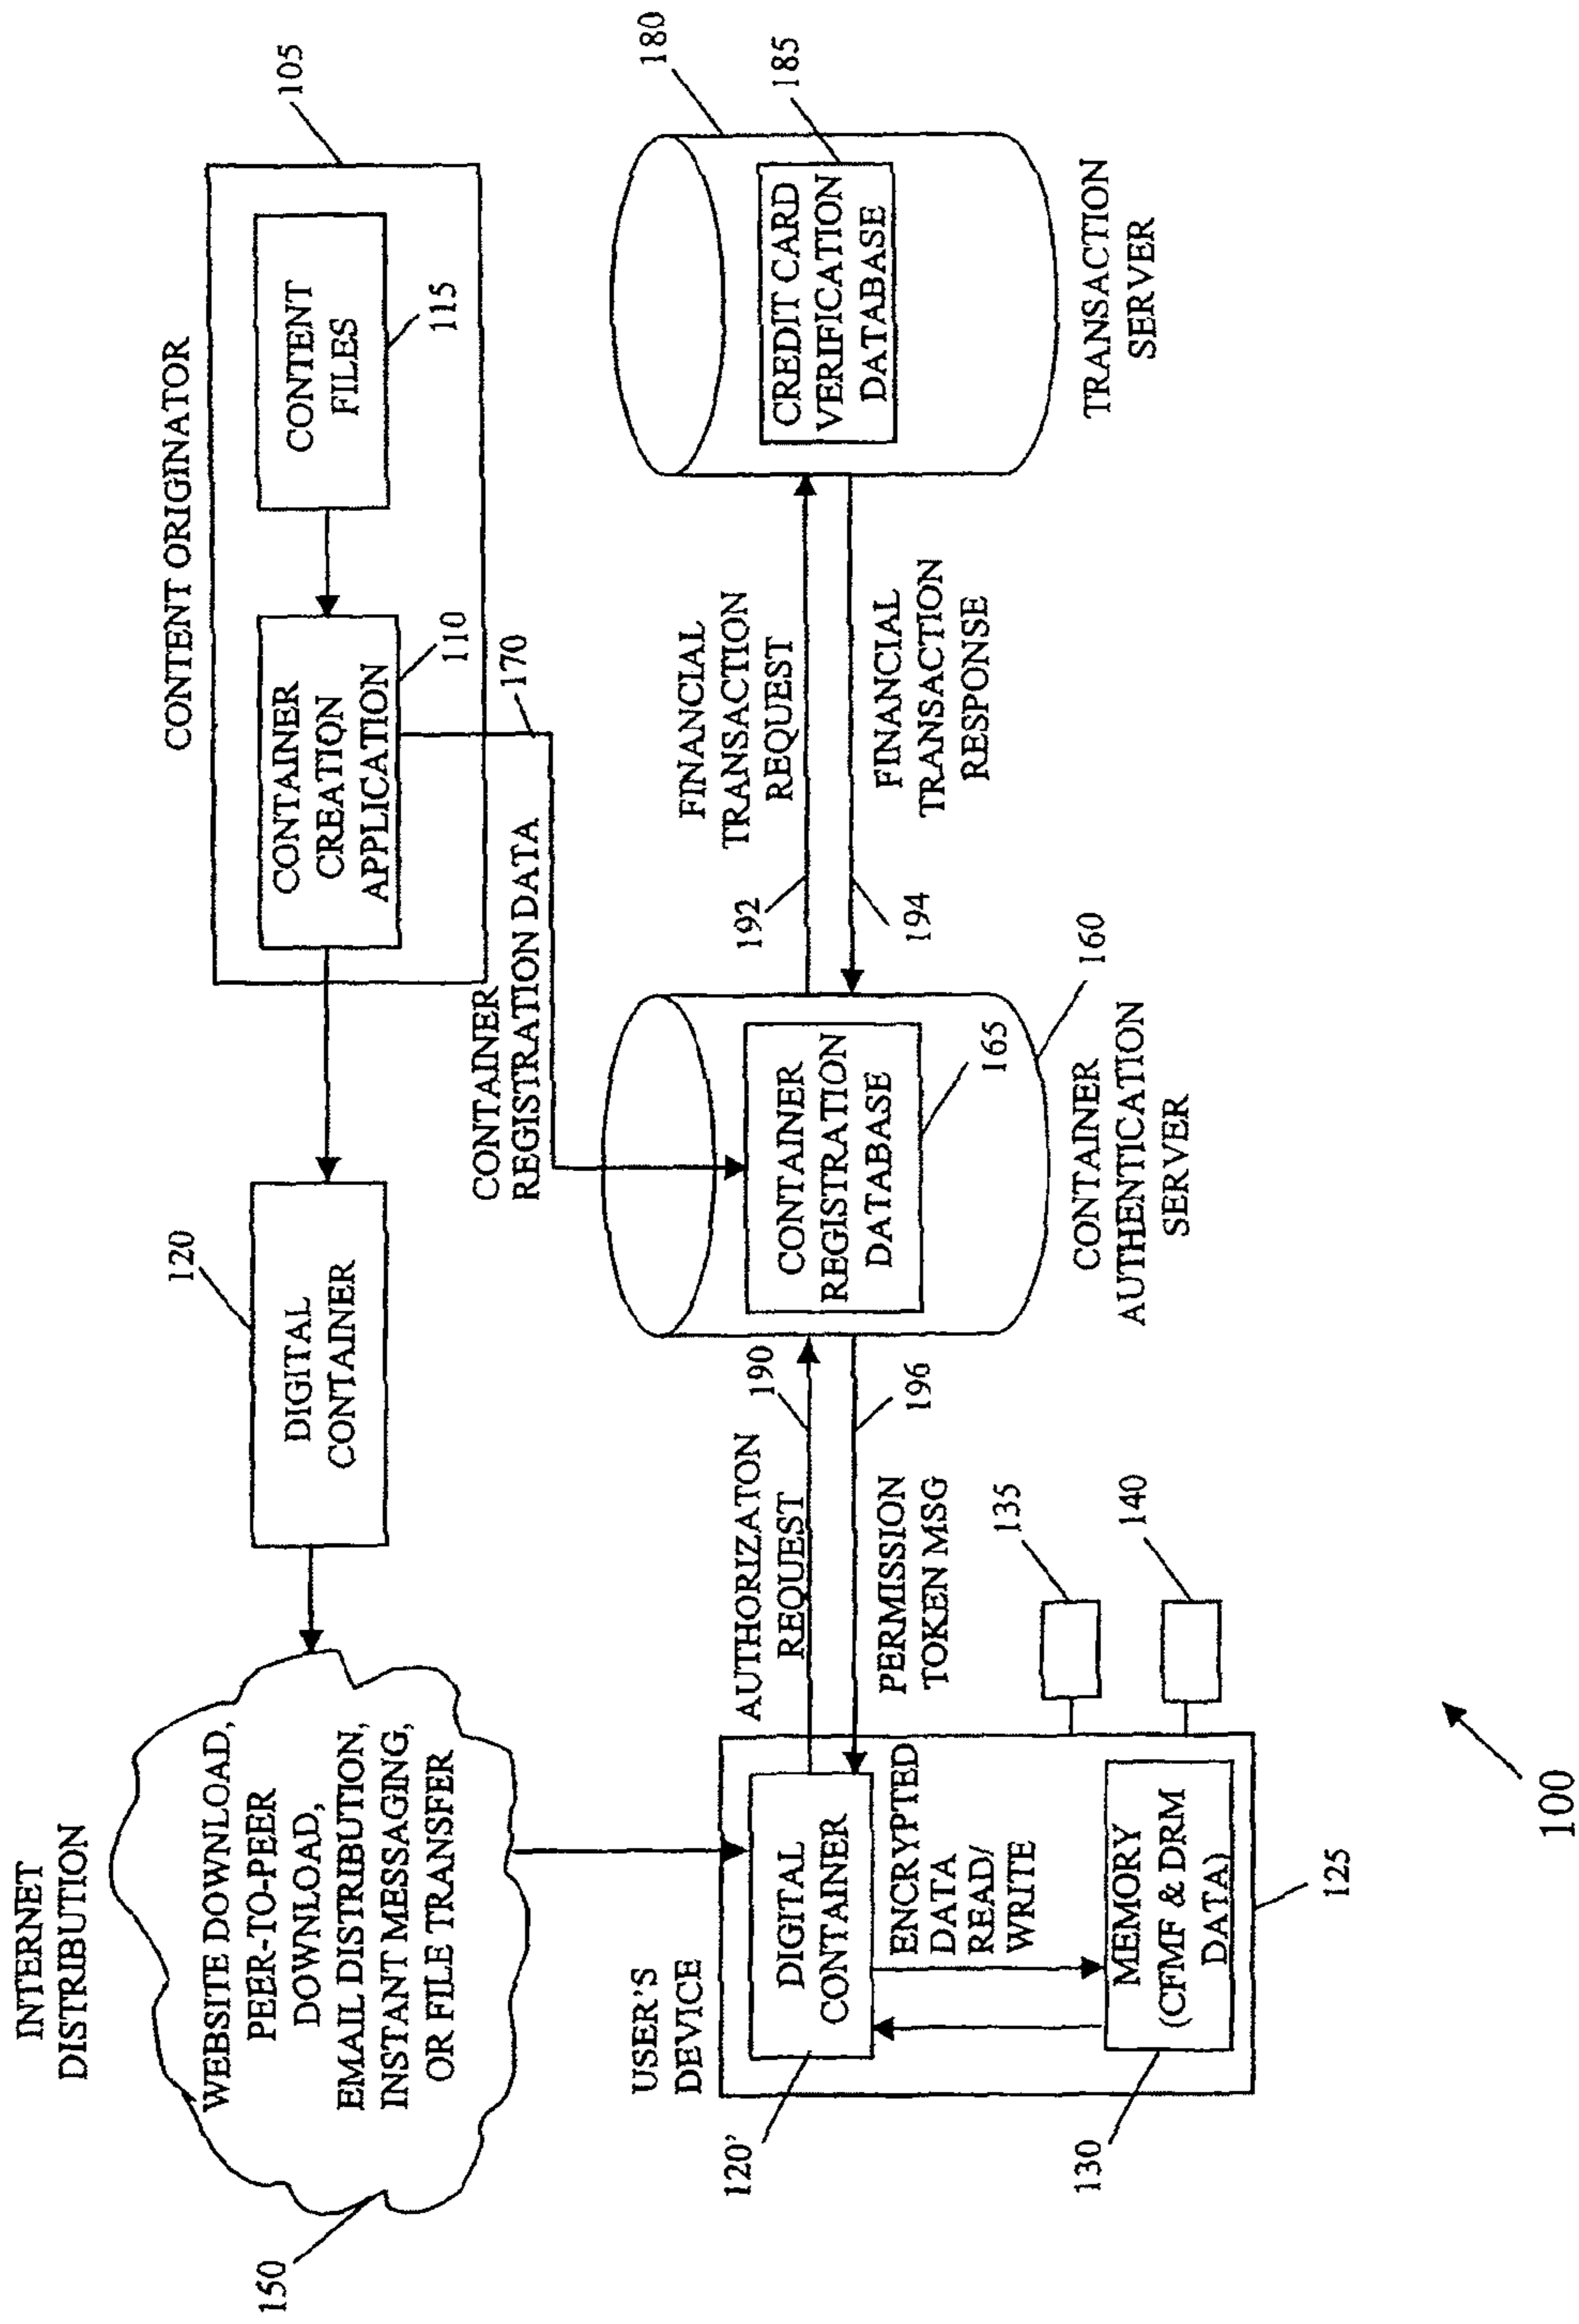 INTERNET
DISTRIBUTION
WEBSITE DOWNLOAD,
PEER-TO-PEER
DOWNLOAD,
EMAIL DISTRIBUTION,
INSTANT MESSAGING,
OR FILE TRANSFER
150
120
DIGITAL
CONTAINER
CONTENT ORIGINATOR
105
CONTAINER
CREATION
APPLICATION
110
CONTENT
FILES
115
170
CONTAINER
REGISTRATION DATA
USER'S
DEVICE
DIGITAL
CONTAINER
120'
ENCRYPTED
DATA
READ/
WRITE
MEMORY
(CFMF & DRM
DATA)
130
125
135
140
AUTHORIZATON
REQUEST
190
PERMISSION
TOKEN MSG
196
CONTAINER
REGISTRATION
DATABASE
165
160
CONTAINER
AUTHENTICATION
SERVER
FINANCIAL
TRANSACTION
REQUEST
192
FINANCIAL
TRANSACTION
RESPONSE
194
180
185
CREDIT CARD
VERIFICATION
DATABASE
TRANSACTION
SERVER
100